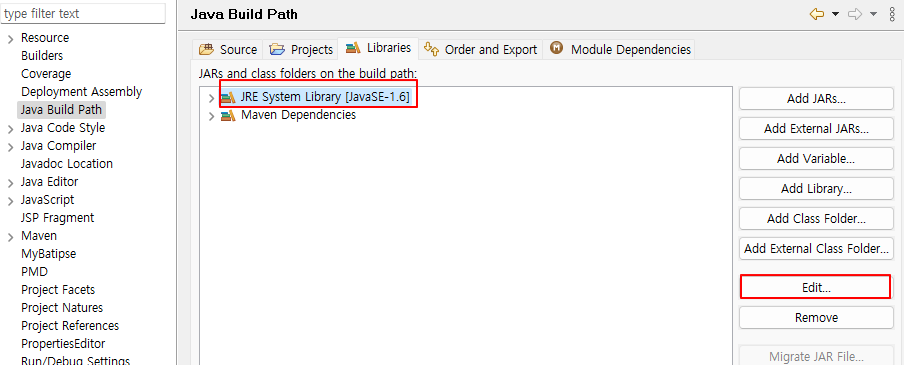 type filter text
Resource
Builders
Coverage
Deployment Assembly
Java Build Path
Java Code Style
Java Compiler
Javadoc Location
Java Editor
JavaScript
JSP Fragment
Maven
MyBatipse
PMD
Project Facets
Project Natures
Project References
PropertiesEditor
Run/Debug Settings
Java Build Path
Source Projects Libraries Order and Export Module Dependencies
JARs and class folders on the build path:
JRE System Library [JavaSE-1.6]
Maven Dependencies
Add JARs...
Add External JARs...
Add Variable...
Add Library...
Add Class Folder...
Add External Class Folder...
Edit...
Remove
Migrate JAR File...